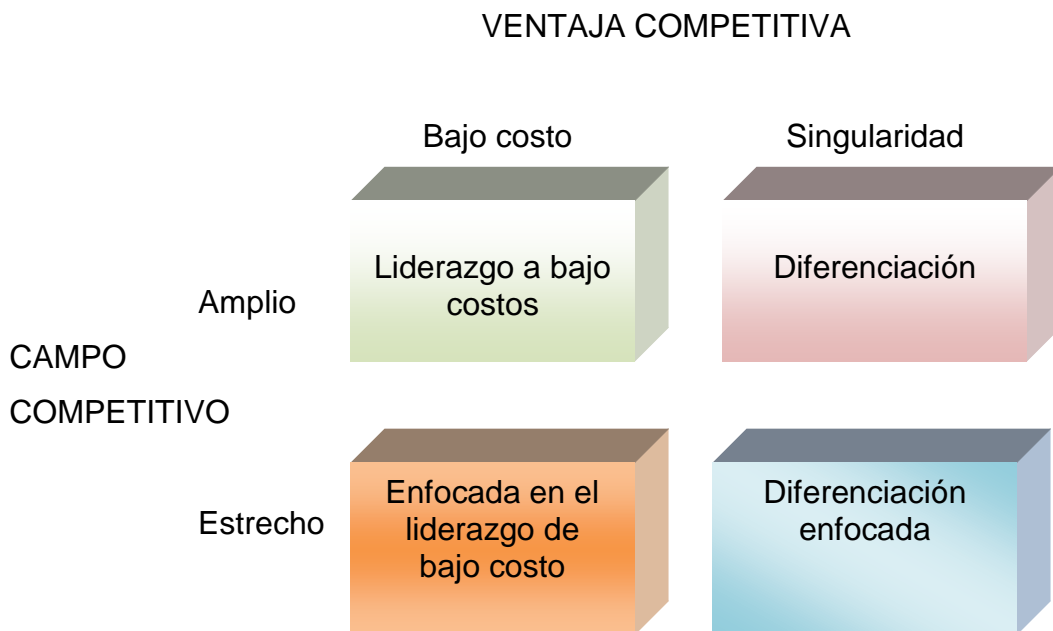 VENTAJA COMPETITIVA
Bajo costo
Singularidad
Liderazgo a bajo
costos
Diferenciación
Amplio
CAMPO
COMPETITIVO
Enfocada en el
liderazgo de
bajo costo
Diferenciación
enfocada
Estrecho